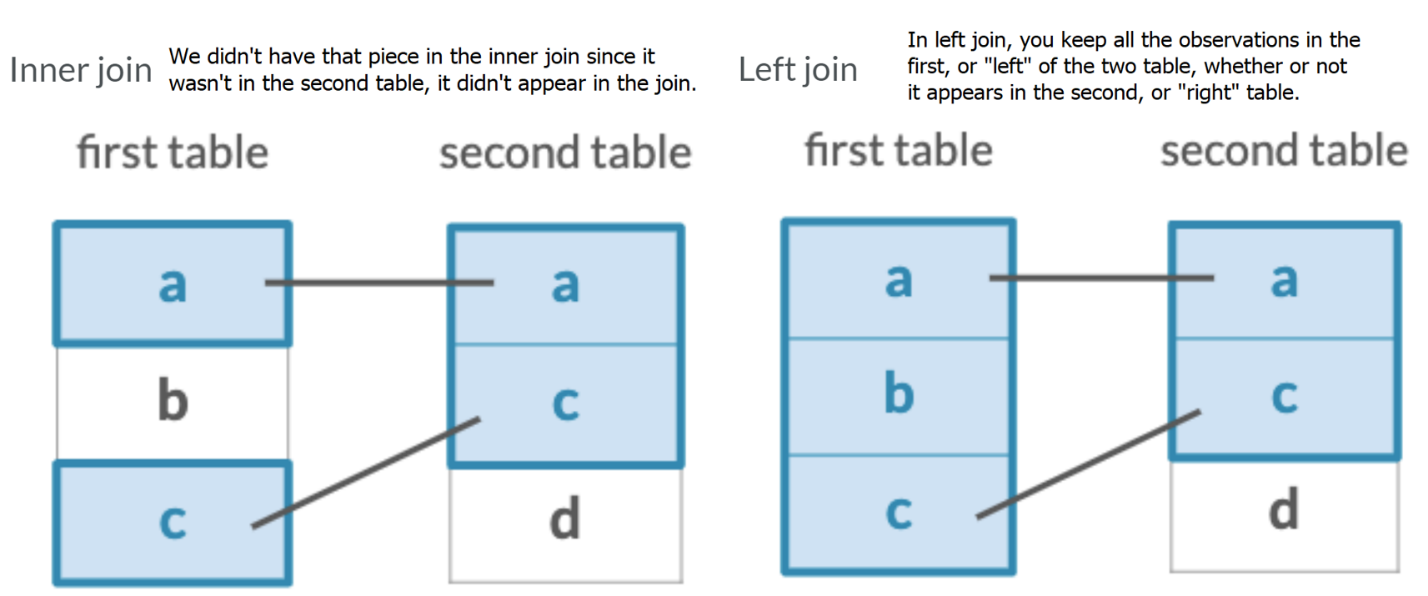 Inner join
We didn't have that piece in the inner join since it
wasn't in the second table, it didn't appear in the join.
first table second table
a a
b c
c d
Left join
In left join, you keep all the observations in the
first, or "left" of the two table, whether or not
it appears in the second, or "right" table.
first table second table
a a
b c
c d